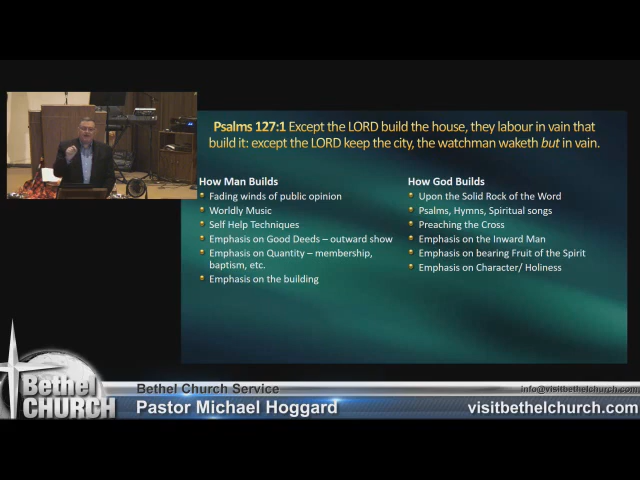 Psalms 127:1 Except the LORD build the house, they labour in vain that
build it: except the LORD keep the city, the watchman waketh but in vain.
How Man Builds
Fading winds of public opinion
Worldly Music
Self Help Techniques
Emphasis on Good Deeds – outward show
Emphasis on Quantity – membership,
baptism, etc.
Emphasis on the building
How God Builds
Upon the Solid Rock of the Word
Psalms, Hymns, Spiritual songs
Preaching the Cross
Emphasis on the Inward Man
Emphasis on bearing Fruit of the Spirit
Emphasis on Character/ Holiness
Bethel
CHURCH
Bethel Church Service
info@visitbethelchurch.com
Pastor Michael Hoggard
visitbethelchurch.com